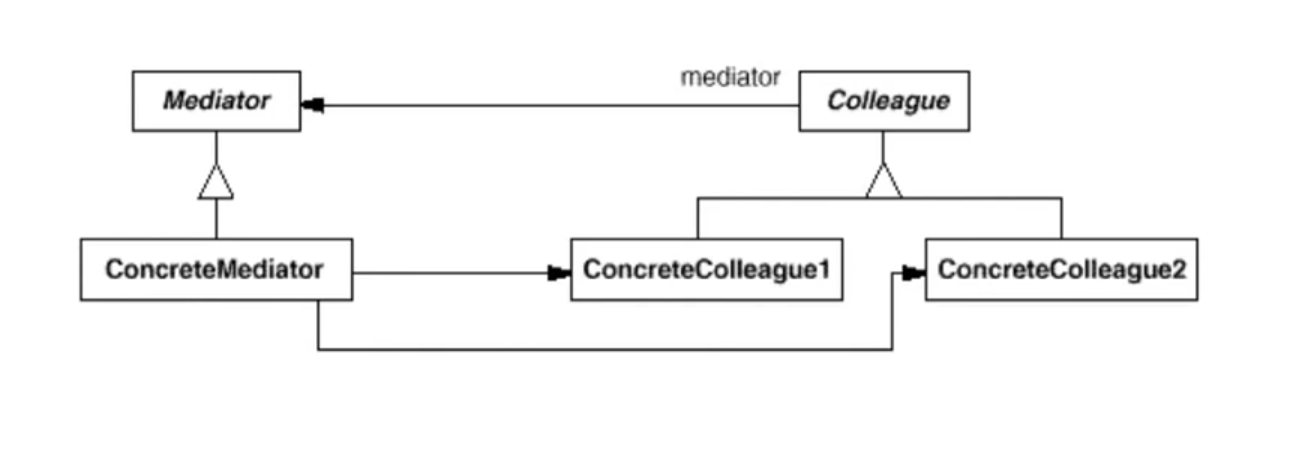 mediator
Mediator
Colleague
ConcreteMediator
ConcreteColleague1
ConcreteColleague2